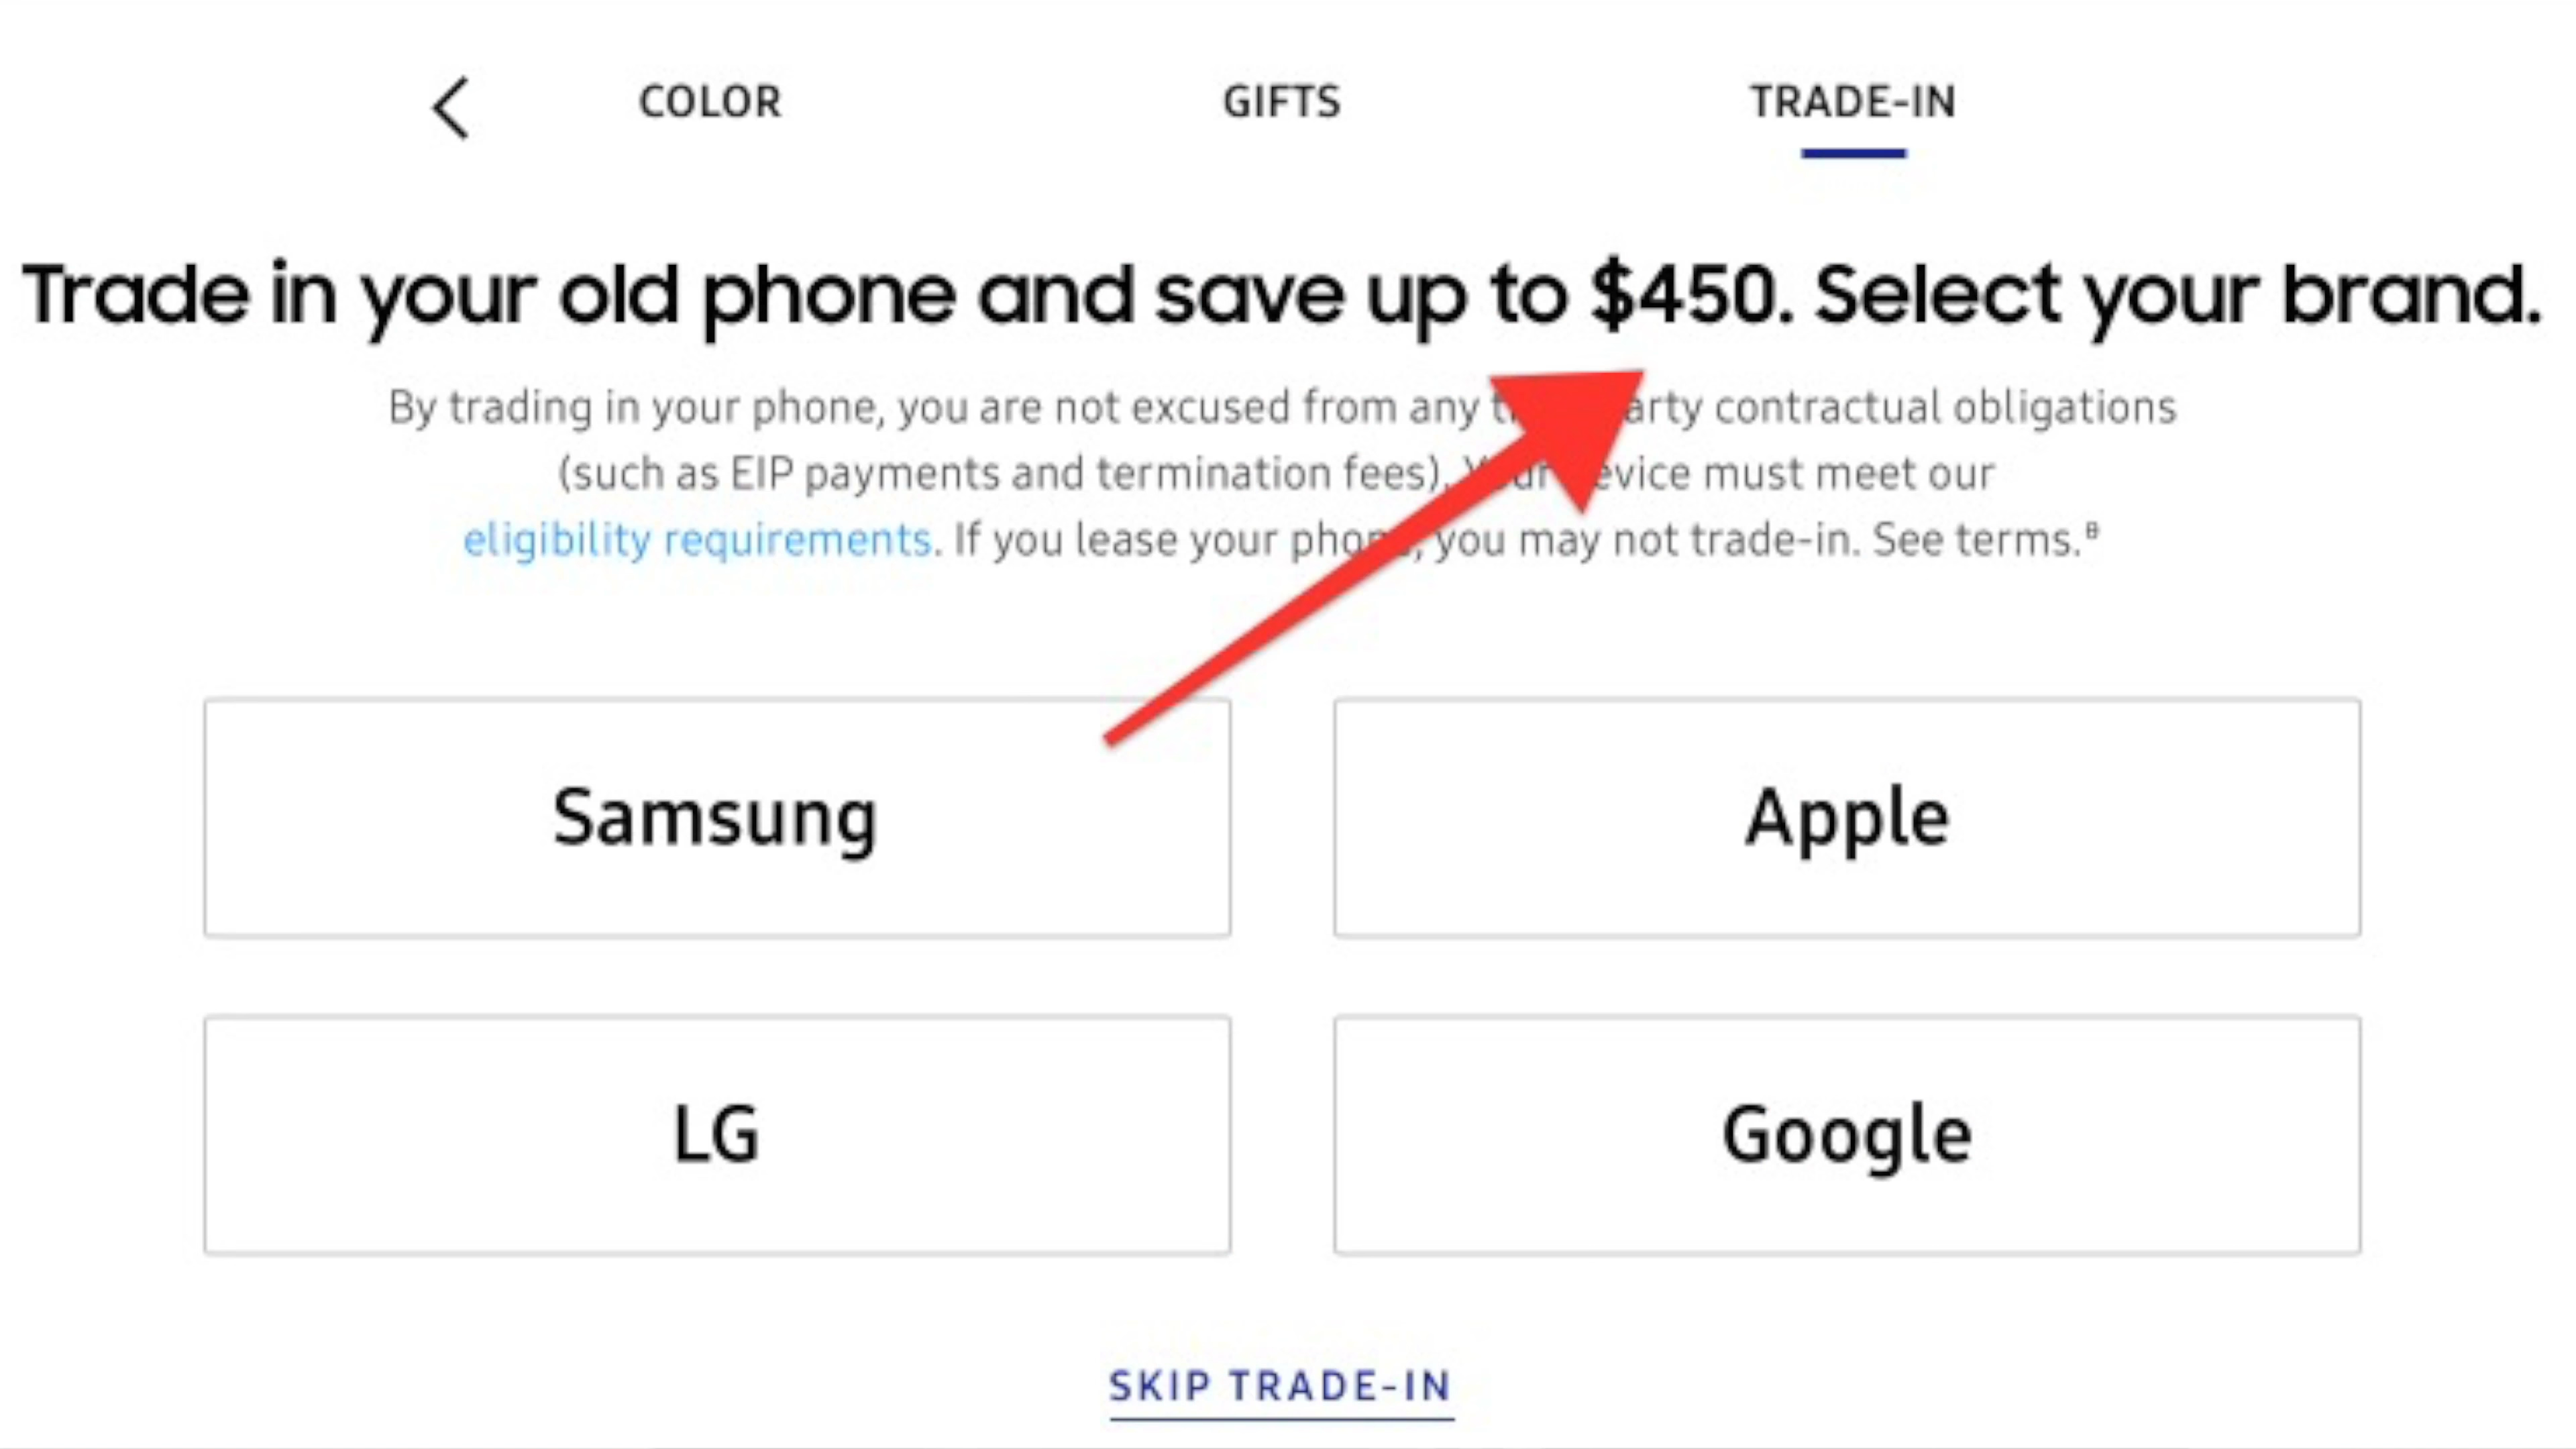 COLOR GIFTS TRADE-IN
Trade in your old phone and save up to $450. Select your brand.
By trading in your phone, you are not excused from any contractual obligations
(such as EIP payments and termination fees). Your device must meet our
eligibility requirements. If you lease your phone, you may not trade-in. See terms.⁸
Samsung
Apple
LG
Google
SKIP TRADE-IN